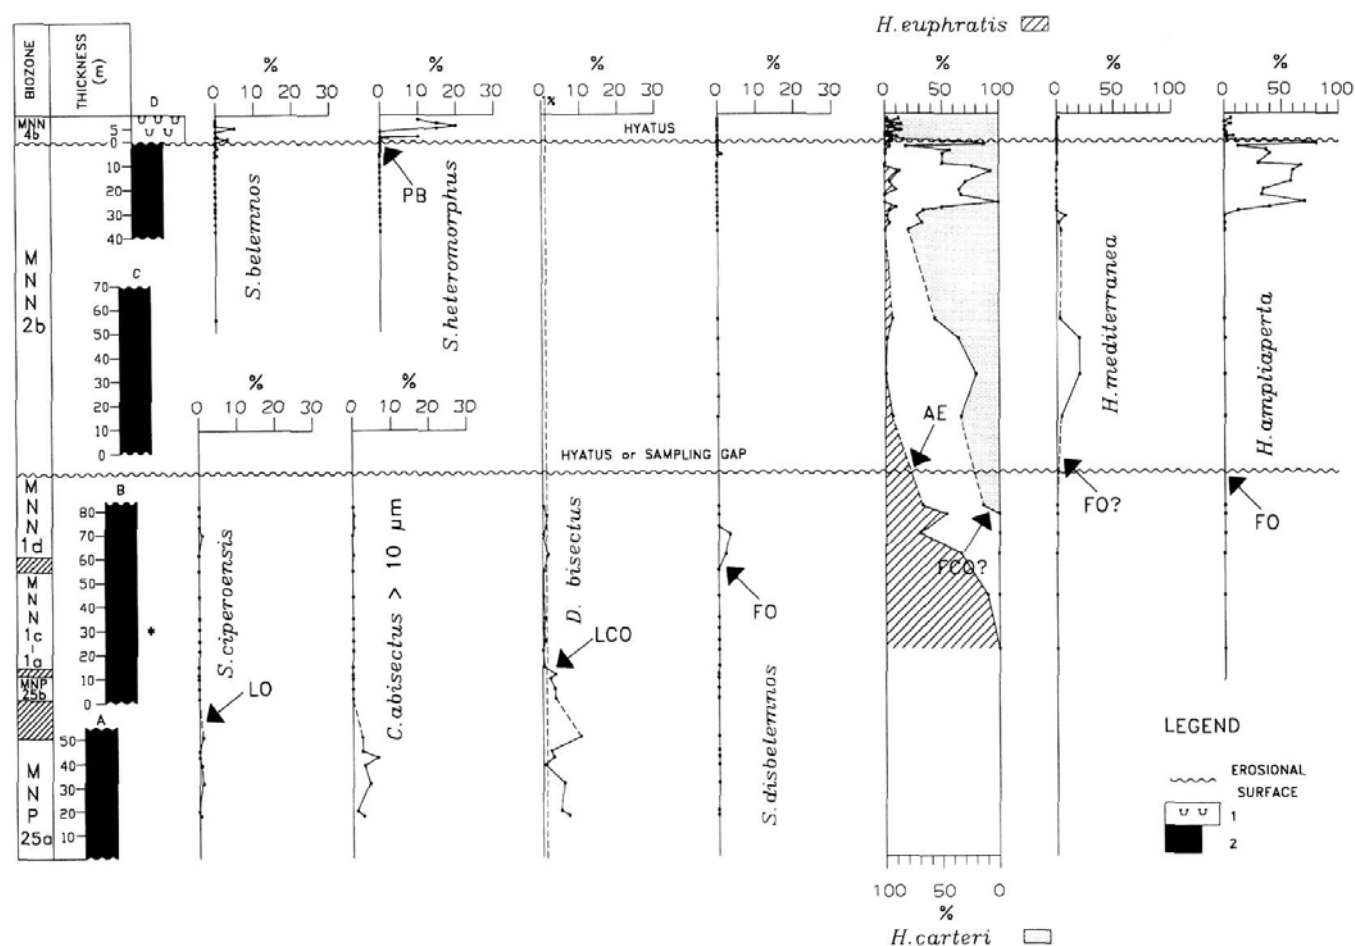 H.euphratis
BIOZONE
THICKNESS
(m)
% % % % % % %
D
0 10 20 30
0 10 20 30
1%
0 10 20 30
0 10 20 30
0 50 100
0 50 100
0 50 100
MNN
4b
5
0
HYATUS
10
20
30
40
S.belemnos
PB
S.heteromorphus
M
N
N
2b
C
70
60
50
40
30
20
10
0
H.mediterranea
H.ampliaperta
% %
0 10 20 30
0 10 20 30
AE
HYATUS or SAMPLING GAP
FO?
FO
M
N
N
1d
B
80
70
60
50
40
30
20
10
0
S.ciperoensis
C.abisectus > 10 µm
D. bisectus
FCO?
FO
M
N
N
1c
-
1a
*
LCO
MNP
25b
LO
S.disbelemnos
A
50
40
30
20
10
M
N
P
25a
LEGEND
EROSIONAL
SURFACE
1
2
100 50 0
%
H.carteri